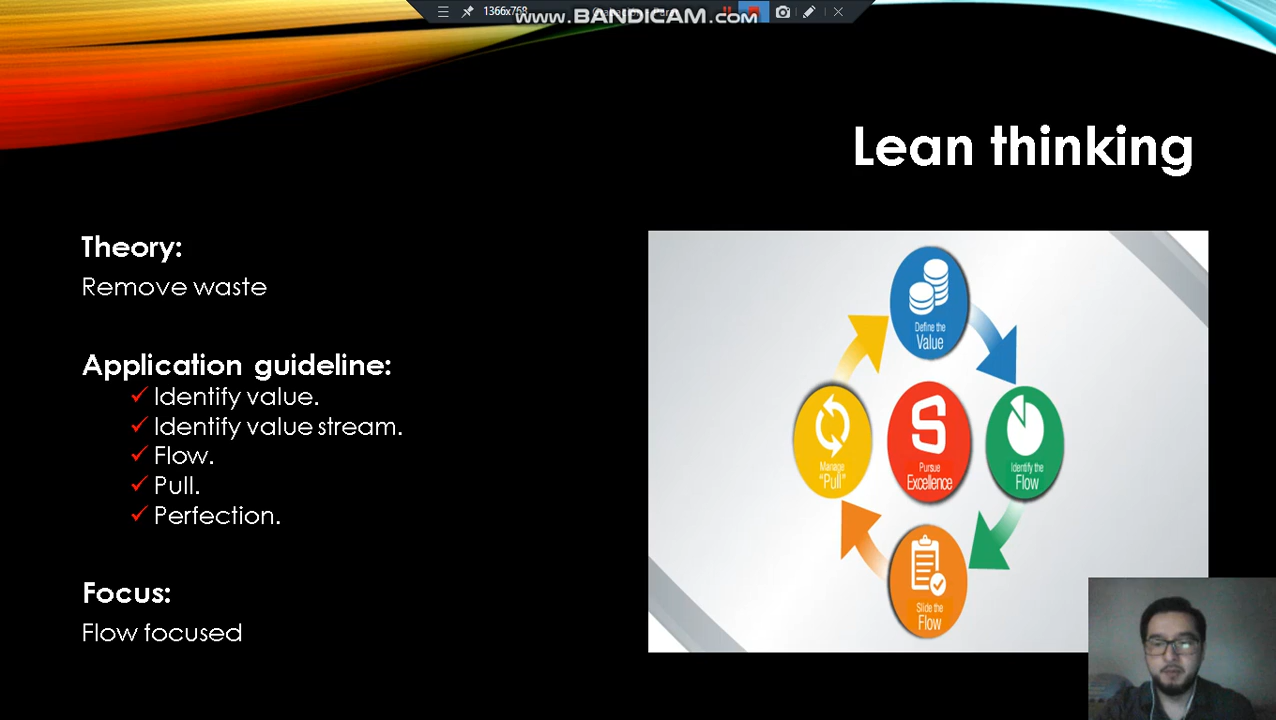 1366x768
www.BANDICAM.com
Lean thinking
Theory:
Remove waste
Application guideline:
✓ Identify value.
✓ Identify value stream.
✓ Flow.
✓ Pull.
✓ Perfection.
Focus:
Flow focused
Define the
Value
Identify the
Flow
Slide the
Flow
Manage
“Pull”
S
Pursue
Excellence